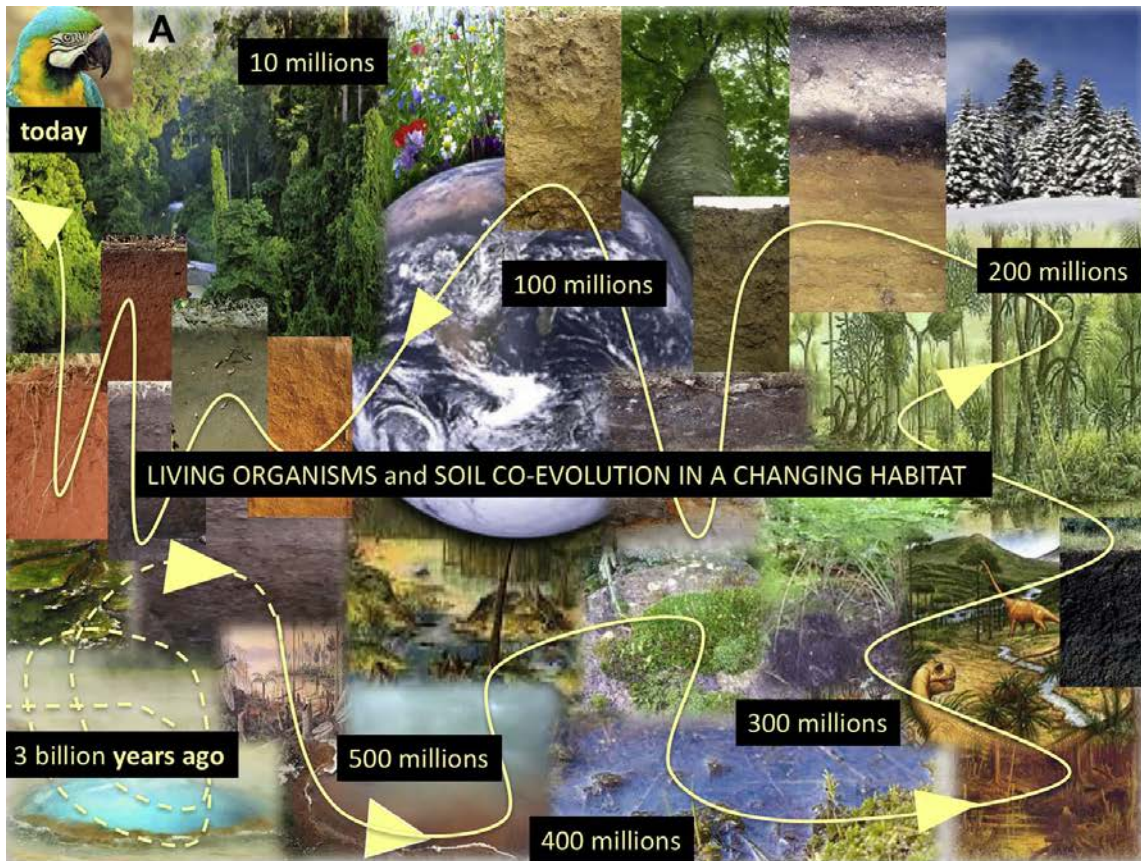 A
10 millions
today
100 millions
200 millions
LIVING ORGANISMS and SOIL CO-EVOLUTION IN A CHANGING HABITAT
300 millions
3 billion years ago
500 millions
400 millions